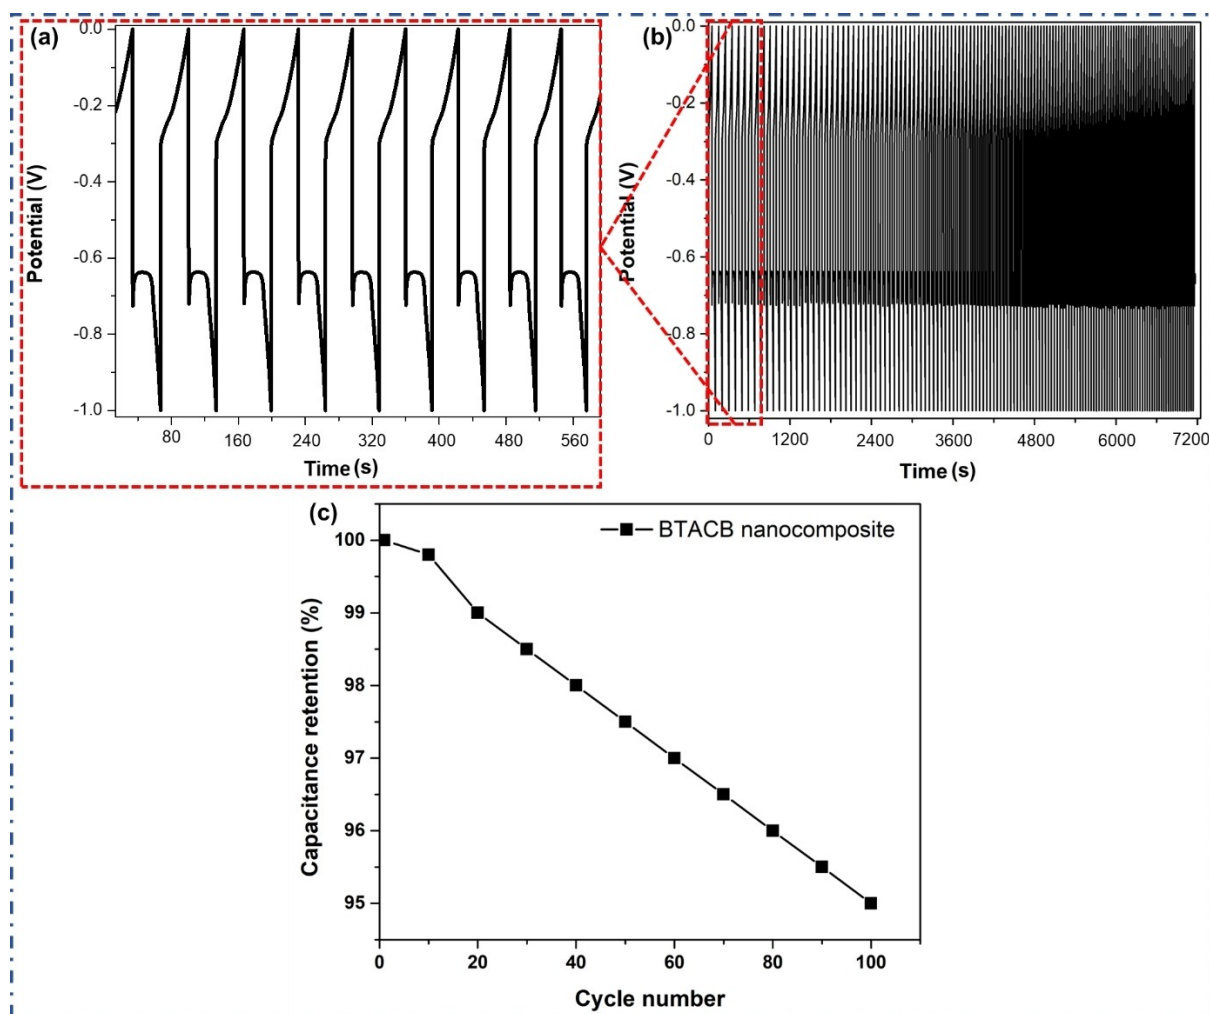 (a)
0.0
-0.2
-0.4
-0.6
-0.8
-1.0
Potential (V)
80 160 240 320 400 480 560
Time (s)
(b)
0.0
-0.2
-0.4
-0.6
-0.8
-1.0
Potential (V)
0 1200 2400 3600 4800 6000 7200
Time (s)
(c)
BTACB nanocomposite
100
99
98
97
96
95
Capacitance retention (%)
0 20 40 60 80 100
Cycle number